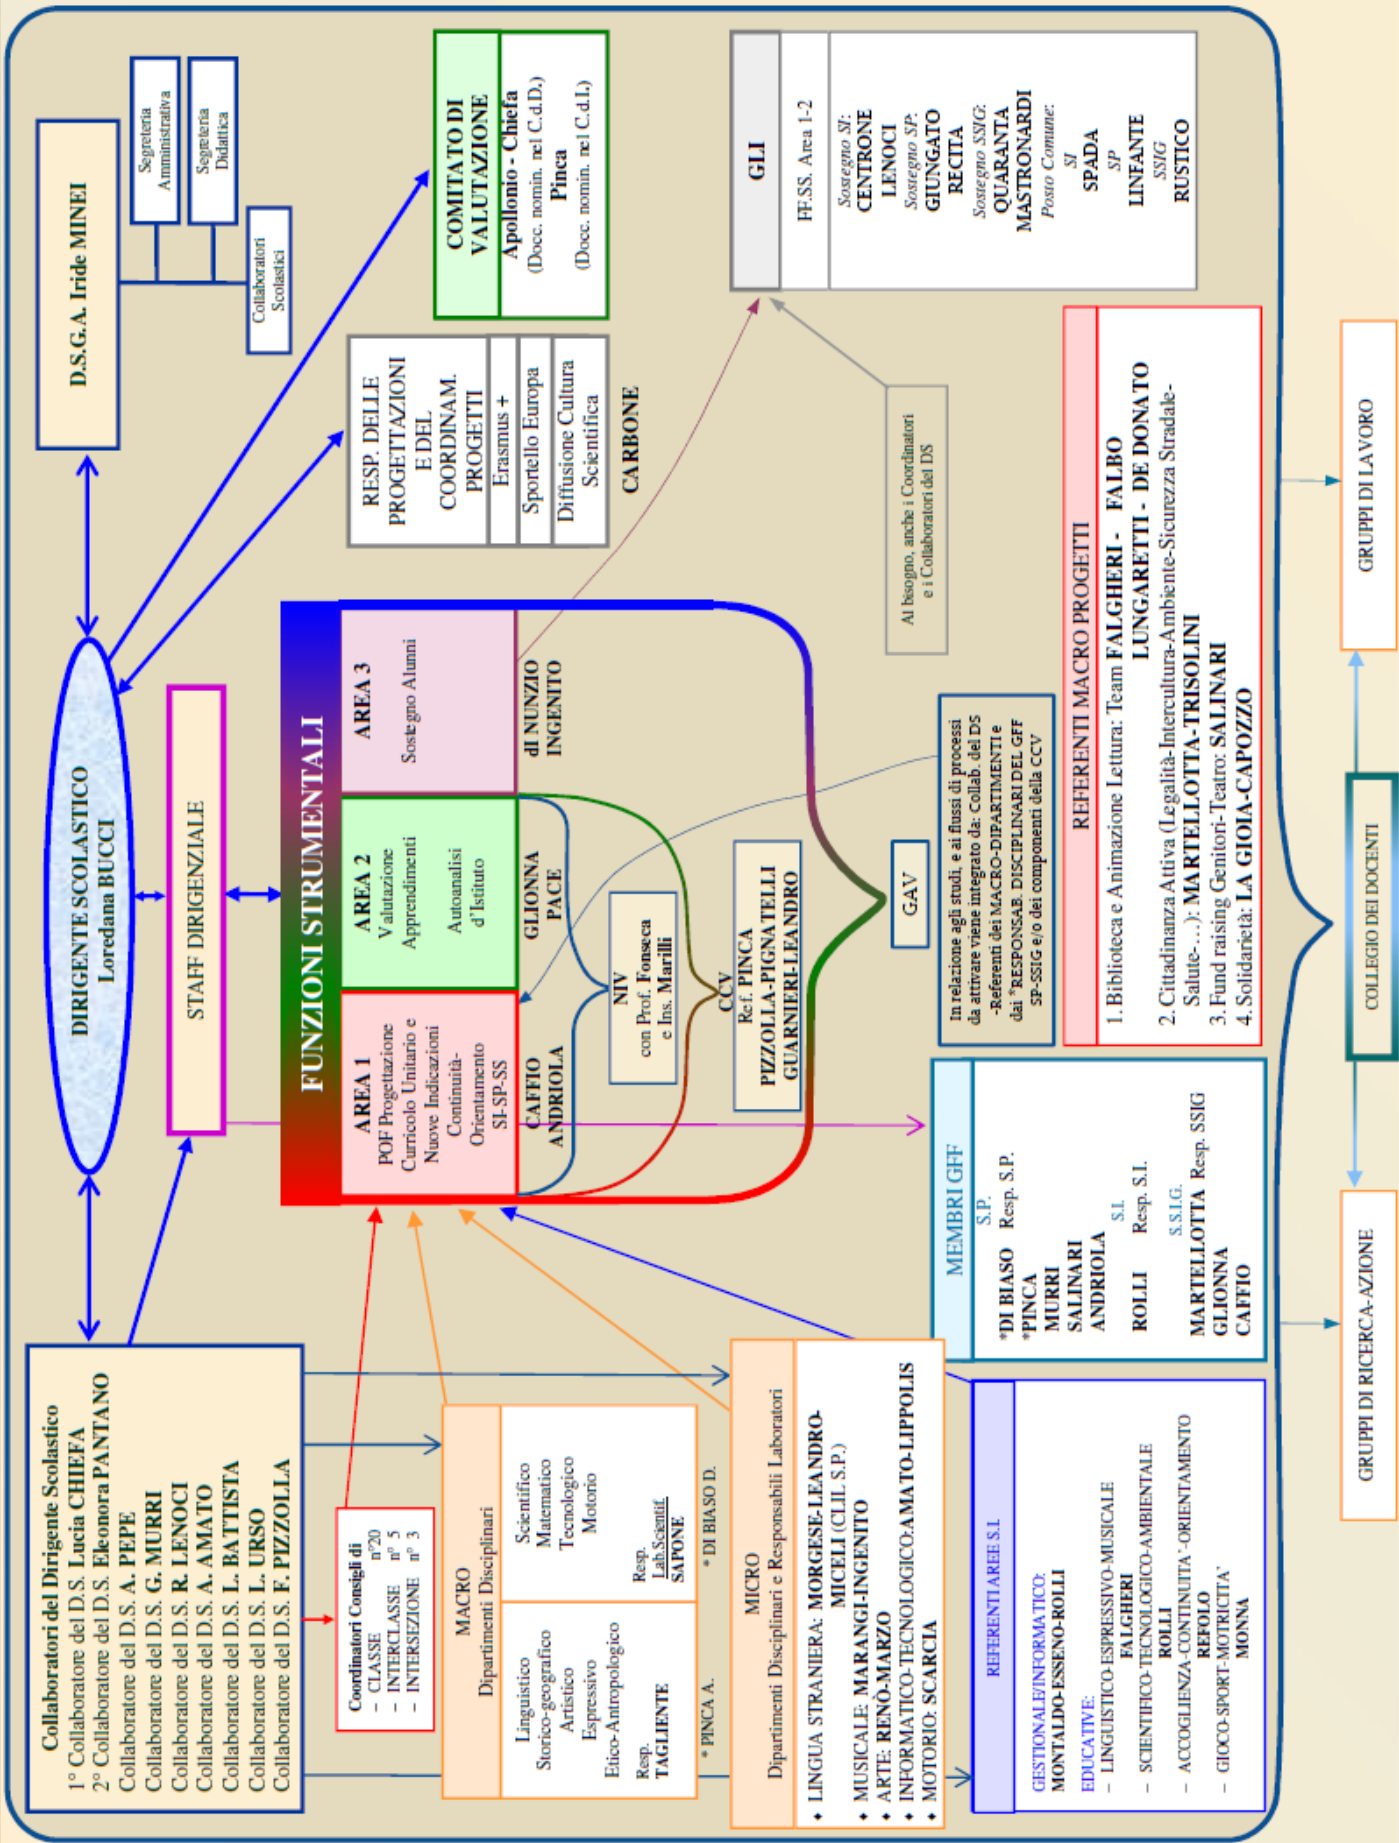 DIRIGENTE SCOLASTICO
Loredana BUCCI
D.S.G.A. Iride MINEI
Segreteria
Amministrativa
Segreteria
Didattica
Collaboratori
Scolastici
Collaboratori del Dirigente Scolastico
1° Collaboratore del D.S. Lucia CHIEFA
2° Collaboratore del D.S. Eleonora PANTANO
Collaboratore del D.S. A. PEPE
Collaboratore del D.S. G. MURRI
Collaboratore del D.S. R. LENOCI
Collaboratore del D.S. A. AMATO
Collaboratore del D.S. L. BATTISTA
Collaboratore del D.S. L. URSO
Collaboratore del D.S. F. PIZZOLLA
STAFF DIRIGENZIALE
FUNZIONI STRUMENTALI
AREA 1
POF Progettazione
Curricolo Unitario e
Nuove Indicazioni
Continuità-
Orientamento
SI-SP-SS
CAFFIO
ANDRIOLA
AREA 2
Valutazione
Apprendimenti
Autoanalisi
d'Istituto
GLIONNA
PACE
AREA 3
Sostegno Alunni
di NUNZIO
INGENITO
NIV
con Prof. Fonseca
e Ins. Marilli
CCV
Ref. PINCA
PIZZOLLA-PIGNATELLI
GUARNIERI-LEANDRO
GAV
RESP. DELLE
PROGETTAZIONI
E DEL
COORDINAM.
PROGETTI
Erasmus +
Sportello Europa
Diffusione Cultura
Scientifica
CARBONE
COMITATO DI
VALUTAZIONE
Apollonio - Chiefa
(Docc. nomin. nel C.d.D.)
Pinca
(Docc. nomin. nel C.d.I.)
GLI
FF.SS. Area 1-2
Sostegno SI:
CENTRONE
LENOCI
Sostegno SP:
GIUNGATO
RECITA
Sostegno SSIG:
QUARANTA
MASTRONARDI
Posto Comune:
SI
SPADA
SP
LINFANTE
SSIG
RUSTICO
Al bisogno, anche i Coordinatori
e i Collaboratori del DS
Coordinatori Consigli di
– CLASSE n°20
– INTERCLASSE n° 5
– INTERSEZIONE n° 3
MACRO
Dipartimenti Disciplinari
Linguistico
Storico-geografico
Artistico
Espressivo
Etico-Antropologico
Resp.
TAGLIENTE
Scientifico
Matematico
Tecnologico
Motorio
Resp.
Lab.Scientif.
SAPONE
* PINCA A.
* DI BIASO D.
MICRO
Dipartimenti Disciplinari e Responsabili Laboratori
♦ LINGUA STRANIERA: MORGESE-LEANDRO-
MICELI (CLIL S.P.)
♦ MUSICALE: MARANGI-INGENITO
♦ ARTE: RENÒ-MARZO
♦ INFORMATICO-TECNOLOGICO:AMATO-LIPPOLIS
♦ MOTORIO: SCARCIA
REFERENTI AREE S.I.
GESTIONALE/INFORMATICO:
MONTALDO-ESSENO-ROLLI
EDUCATIVE:
– LINGUISTICO-ESPRESSIVO-MUSICALE
FALGHERI
– SCIENTIFICO-TECNOLOGICO-AMBIENTALE
ROLLI
– ACCOGLIENZA-CONTINUITA'-ORIENTAMENTO
REFOLO
– GIOCO-SPORT-MOTRICITA'
MONNA
MEMBRI GFF
S.P.
*DI BIASO Resp. S.P.
*PINCA
MURRI
SALINARI
ANDRIOLA
S.I.
ROLLI Resp. S.I.
S.S.I.G.
MARTELLOTTA Resp. SSIG
GLIONNA
CAFFIO
In relazione agli studi, e ai flussi di processi
da attivare viene integrato da: Collab. del DS
-Referenti dei MACRO-DIPARTIMENTI e
dai *RESPONSAB. DISCIPLINARI DEL GFF
SP-SSIG e/o dei componenti della CCV
REFERENTI MACRO PROGETTI
1. Biblioteca e Animazione Lettura: Team FALGHERI - FALBO
LUNGARETTI - DE DONATO
2. Cittadinanza Attiva (Legalità-Intercultura-Ambiente-Sicurezza Stradale-
Salute-…): MARTELLOTTA-TRISOLINI
3. Fund raising Genitori-Teatro: SALINARI
4. Solidarietà: LA GIOIA-CAPOZZO
GRUPPI DI RICERCA-AZIONE
COLLEGIO DEI DOCENTI
GRUPPI DI LAVORO